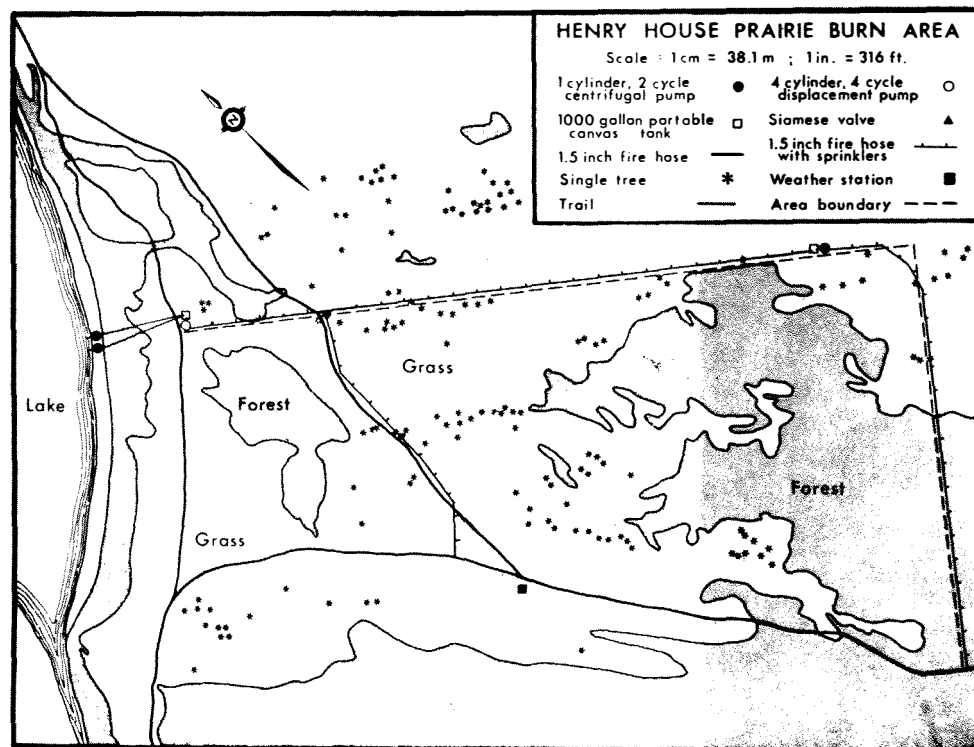 HENRY HOUSE PRAIRIE BURN AREA
Scale : 1cm = 38.1 m ; 1 in. = 316 ft.
1 cylinder, 2 cycle
centrifugal pump
4 cylinder, 4 cycle
displacement pump
1000 gallon portable
canvas tank
Siamese valve
1.5 inch fire hose
1.5 inch fire hose
with sprinklers
Single tree
Weather station
Trail
Area boundary
N
Grass
Lake
Forest
Forest
Grass